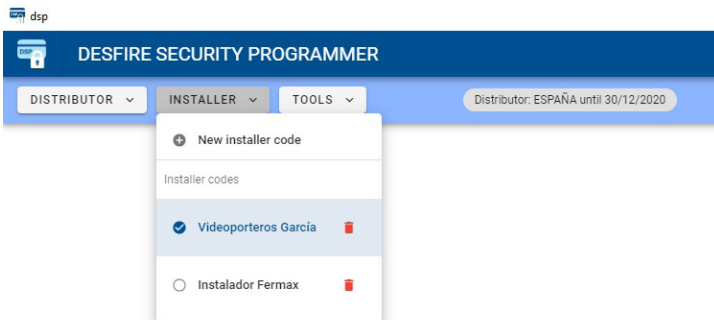 dsp
DSP DESFIRE SECURITY PROGRAMMER
DISTRIBUTOR INSTALLER TOOLS Distributor: ESPAÑA until 30/12/2020
New installer code
Installer codes
Videoporteros García
Instalador Fermax